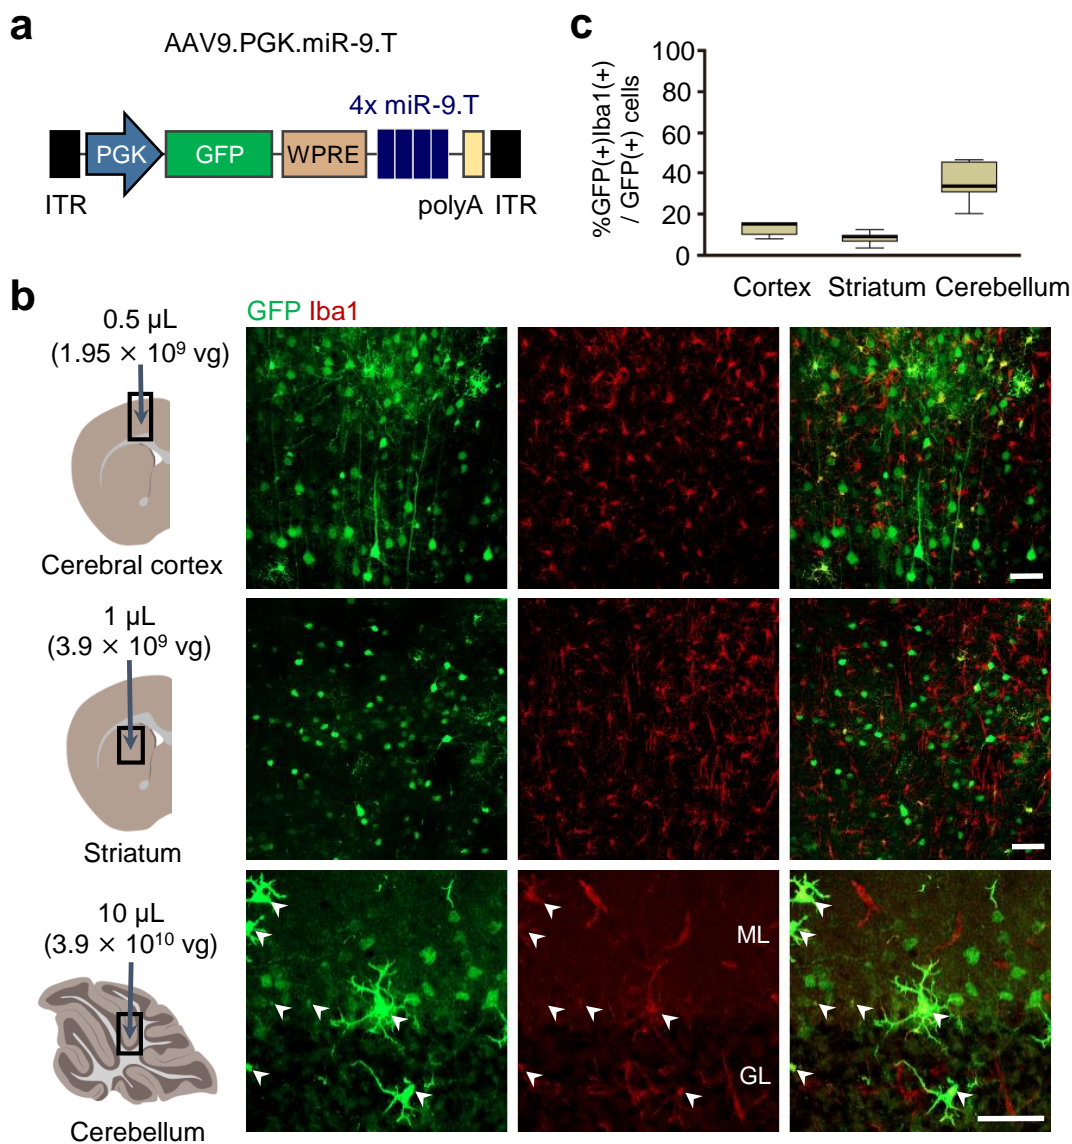 a
AAV9.PGK.miR-9.T
4x miR-9.T
PGK
GFP
WPRE
ITR
polyA
ITR
c
%GFP(+)Iba1(+)
/ GFP(+) cells
100
80
60
40
20
0
Cortex
Striatum
Cerebellum
b
GFP Iba1
0.5 µL
(1.95 × 10⁹ vg)
Cerebral cortex
1 µL
(3.9 × 10⁹ vg)
Striatum
10 µL
(3.9 × 10¹⁰ vg)
Cerebellum
ML
GL